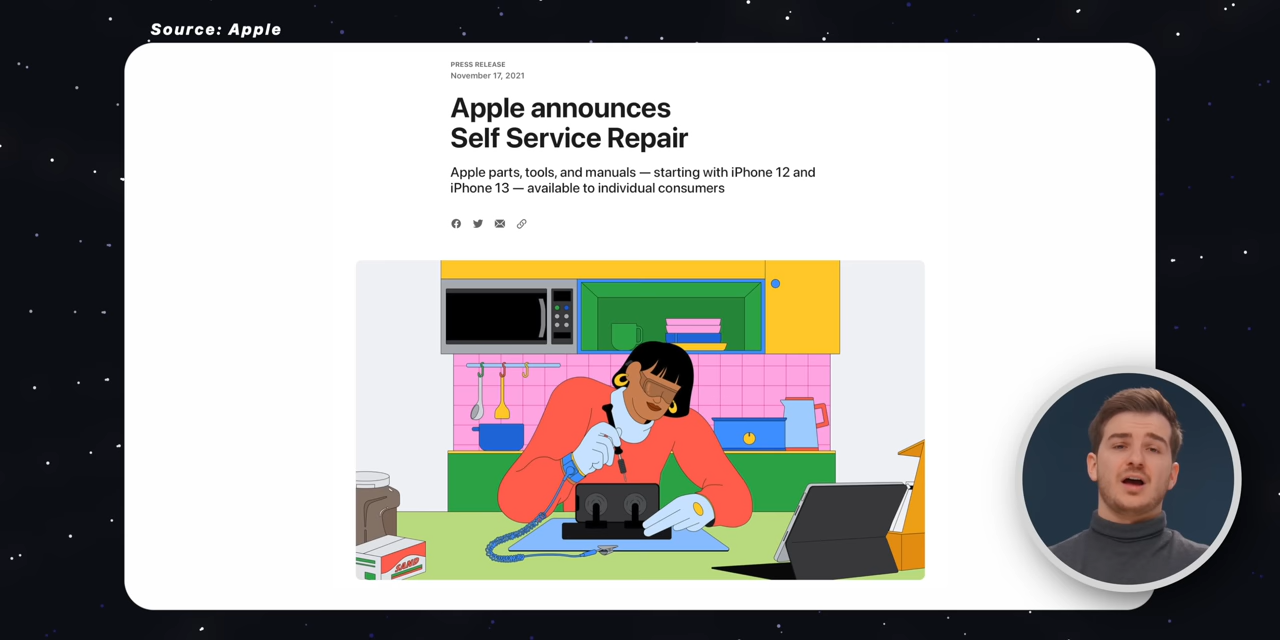 Source: Apple
PRESS RELEASE
November 17, 2021
Apple announces
Self Service Repair
Apple parts, tools, and manuals — starting with iPhone 12 and
iPhone 13 — available to individual consumers
SAND